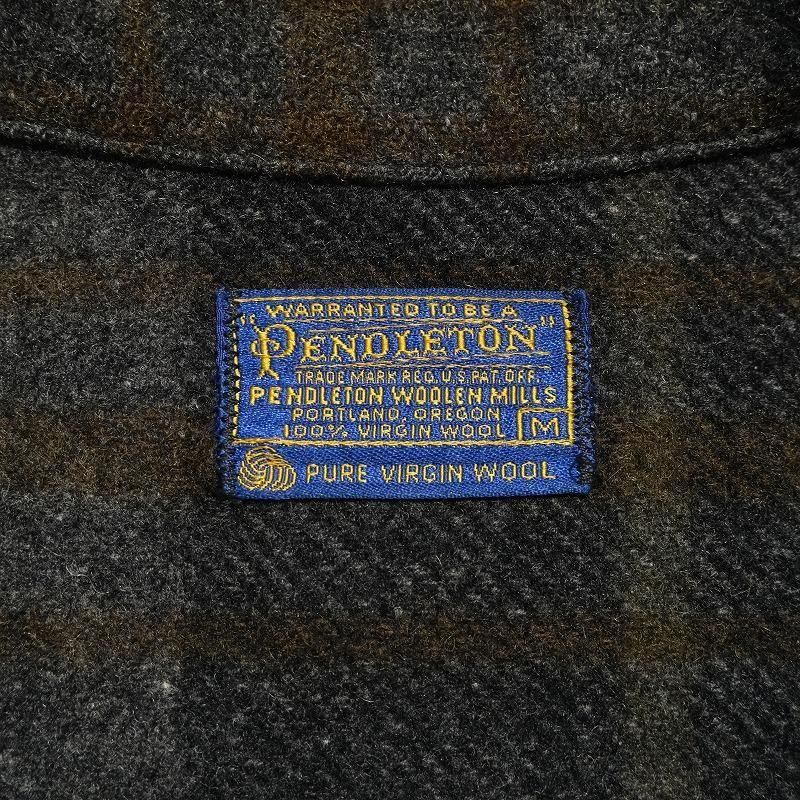 WARRANTED TO BE A
"PENDLETON"
TRADE MARK REG. U.S. PAT. OFF.
PENDLETON WOOLEN MILLS
PORTLAND, OREGON
100% VIRGIN WOOL M
PURE VIRGIN WOOL